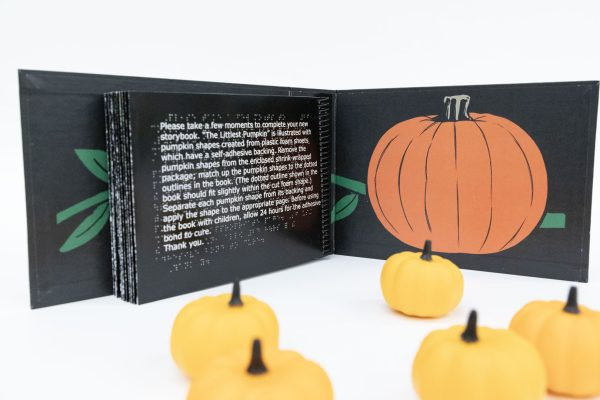 Please take a few moments to complete your new
storybook. "The Littlest Pumpkin" is illustrated with
pumpkin shapes created from plastic foam sheets,
which have a self-adhesive backing. Remove the
pumpkin shapes from the enclosed shrink-wrapped
package; match up the pumpkin shapes to the dotted
outlines in the book. (The dotted outline shown in the
book should fit slightly within the cut foam shape.)
Separate each pumpkin shape from its backing and
apply the shape to the appropriate page. Before using
the book with children, allow 24 hours for the adhesive
bond to cure.
Thank you.